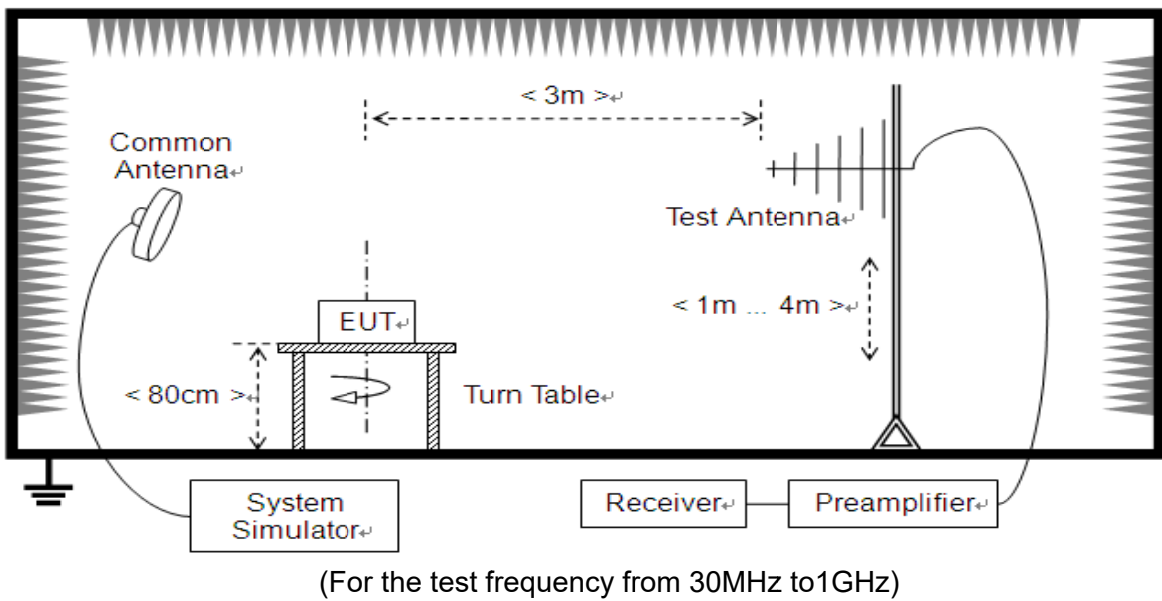 < 3m >↵
Common
Antenna↵
Test Antenna↵
< 1m ... 4m >↵
EUT↵
< 80cm >↵
Turn Table↵
System
Simulator↵
Receiver↵
Preamplifier↵
(For the test frequency from 30MHz to1GHz)